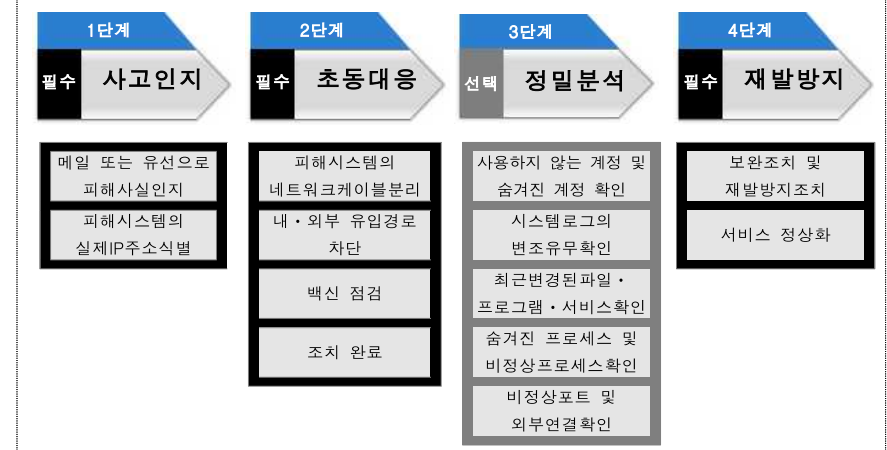 1단계
필수
사고인지
메일 또는 유선으로
피해사실인지
피해시스템의
실제IP주소식별
2단계
필수
초동대응
피해시스템의
네트워크케이블분리
내·외부 유입경로
차단
백신 점검
조치 완료
3단계
선택
정밀분석
사용하지 않는 계정 및
숨겨진 계정 확인
시스템로그의
변조유무확인
최근변경된파일·
프로그램·서비스확인
숨겨진 프로세스 및
비정상프로세스확인
비정상포트 및
외부연결확인
4단계
필수
재발방지
보완조치 및
재발방지조치
서비스 정상화